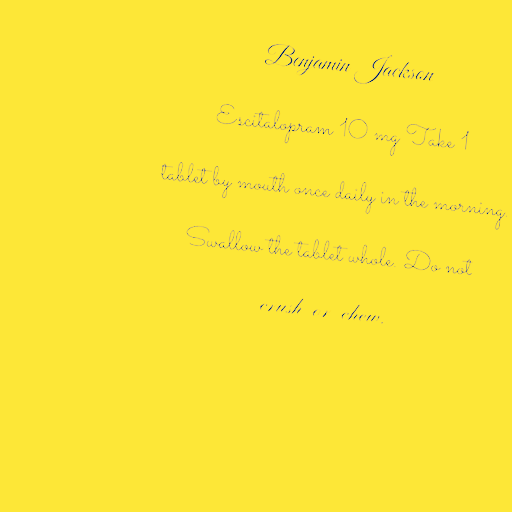 Benjamin Jackson
Escitalopram 10 mg Take 1
tablet by mouth once daily in the morning.
Swallow the tablet whole. Do not
crush or chew.